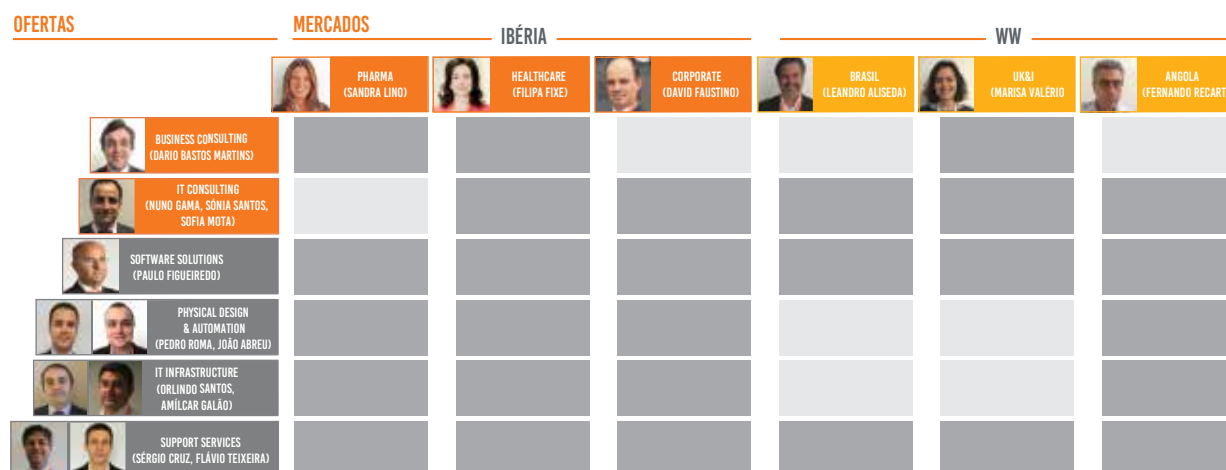 OFERTAS
MERCADOS
IBÉRIA
WW
PHARMA
(SANDRA LINO)
HEALTHCARE
(FILIPA FIXE)
CORPORATE
(DAVID FAUSTINO)
BRASIL
(LEANDRO ALISEDA)
UK&I
(MARISA VALÉRIO
ANGOLA
(FERNANDO RECART
BUSINESS CONSULTING
(DARIO BASTOS MARTINS)
IT CONSULTING
(NUNO GAMA, SÓNIA SANTOS,
SOFIA MOTA)
SOFTWARE SOLUTIONS
(PAULO FIGUEIREDO)
PHYSICAL DESIGN
& AUTOMATION
(PEDRO ROMA, JOÃO ABREU)
IT INFRASTRUCTURE
(ORLINDO SANTOS,
AMÍLCAR GALÃO)
SUPPORT SERVICES
(SÉRGIO CRUZ, FLÁVIO TEIXEIRA)